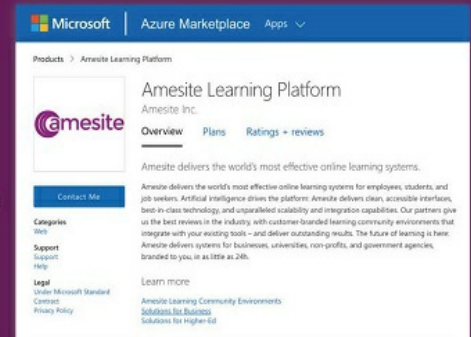 Microsoft
Azure Marketplace Apps
Products > Amesite Learning Platform
amesite
Amesite Learning Platform
Amesite Inc.
Overview Plans Ratings + reviews
Amesite delivers the world's most effective online learning systems.
Contact Me
Amesite delivers the world's most effective online learning systems for employees, students, and
job seekers. Artificial intelligence drives the platform: Amesite delivers clean, accessible interfaces,
best-in-class technology, and unparalleled scalability and integration capabilities. Our partners give
us the best reviews in the industry, with customer-branded learning community environments that
integrate with your existing tools – and deliver outstanding results. The future of learning is here:
Amesite delivers systems for businesses, universities, non-profits, and government agencies,
branded to you, in as little as 24h.
Categories
Web
Support
Support
Help
Legal
Under Microsoft Standard
Contract
Privacy Policy
Learn more
Amesite Learning Community Environments
Solutions for Business
Solutions for Higher-Ed